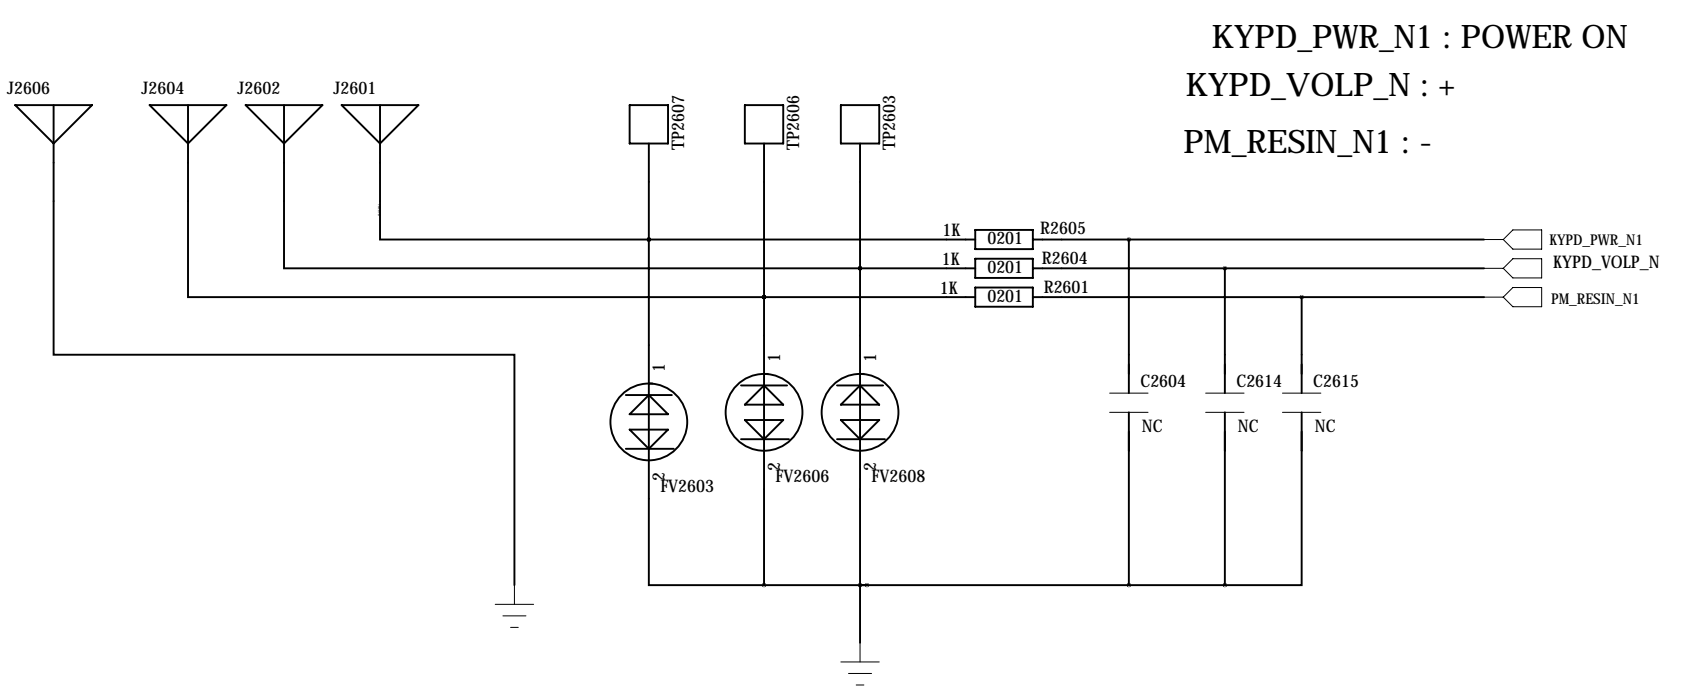 KYPD_PWR_N1 : POWER ON
KYPD_VOLP_N : +
PM_RESIN_N1 : -
J2606
J2604
J2602
J2601
TP2607
TP2606
TP2603
1K
0201
R2605
KYPD_PWR_N1
1K
0201
R2604
KYPD_VOLP_N
1K
0201
R2601
PM_RESIN_N1
1
1
1
C2604
C2614
C2615
NC
NC
NC
2
FV2603
2
FV2606
2
FV2608